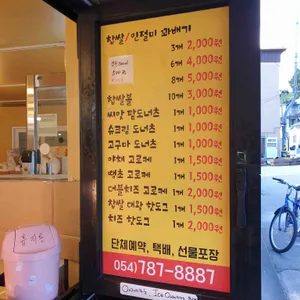 찹쌀/인절미 꽈배기
3개 2,000원
6개 4,000원
8개 5,000원
찹쌀볼 10개 3,000원
씨앗 팥도너츠 1개 1,000원
슈크림 도너츠 1개 1,000원
고구마 도너츠 1개 1,000원
야채 고로케 1개 1,500원
땡초 고로케 1개 1,500원
더블치즈 고로케 1개 2,000원
찹쌀 대왕 핫도그 1개 1,500원
치즈 핫도그 1개 2,000원
단체예약, 택배, 선물포장
054)787-8887